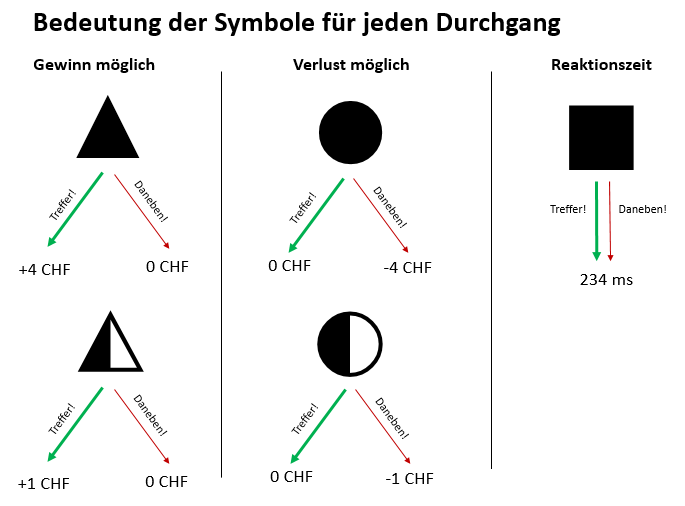 Bedeutung der Symbole für jeden Durchgang
Gewinn möglich
Verlust möglich
Reaktionszeit
Treffer!
Daneben!
+4 CHF
0 CHF
Treffer!
Daneben!
0 CHF
-4 CHF
Treffer!
Daneben!
234 ms
Treffer!
Daneben!
+1 CHF
0 CHF
Treffer!
Daneben!
0 CHF
-1 CHF